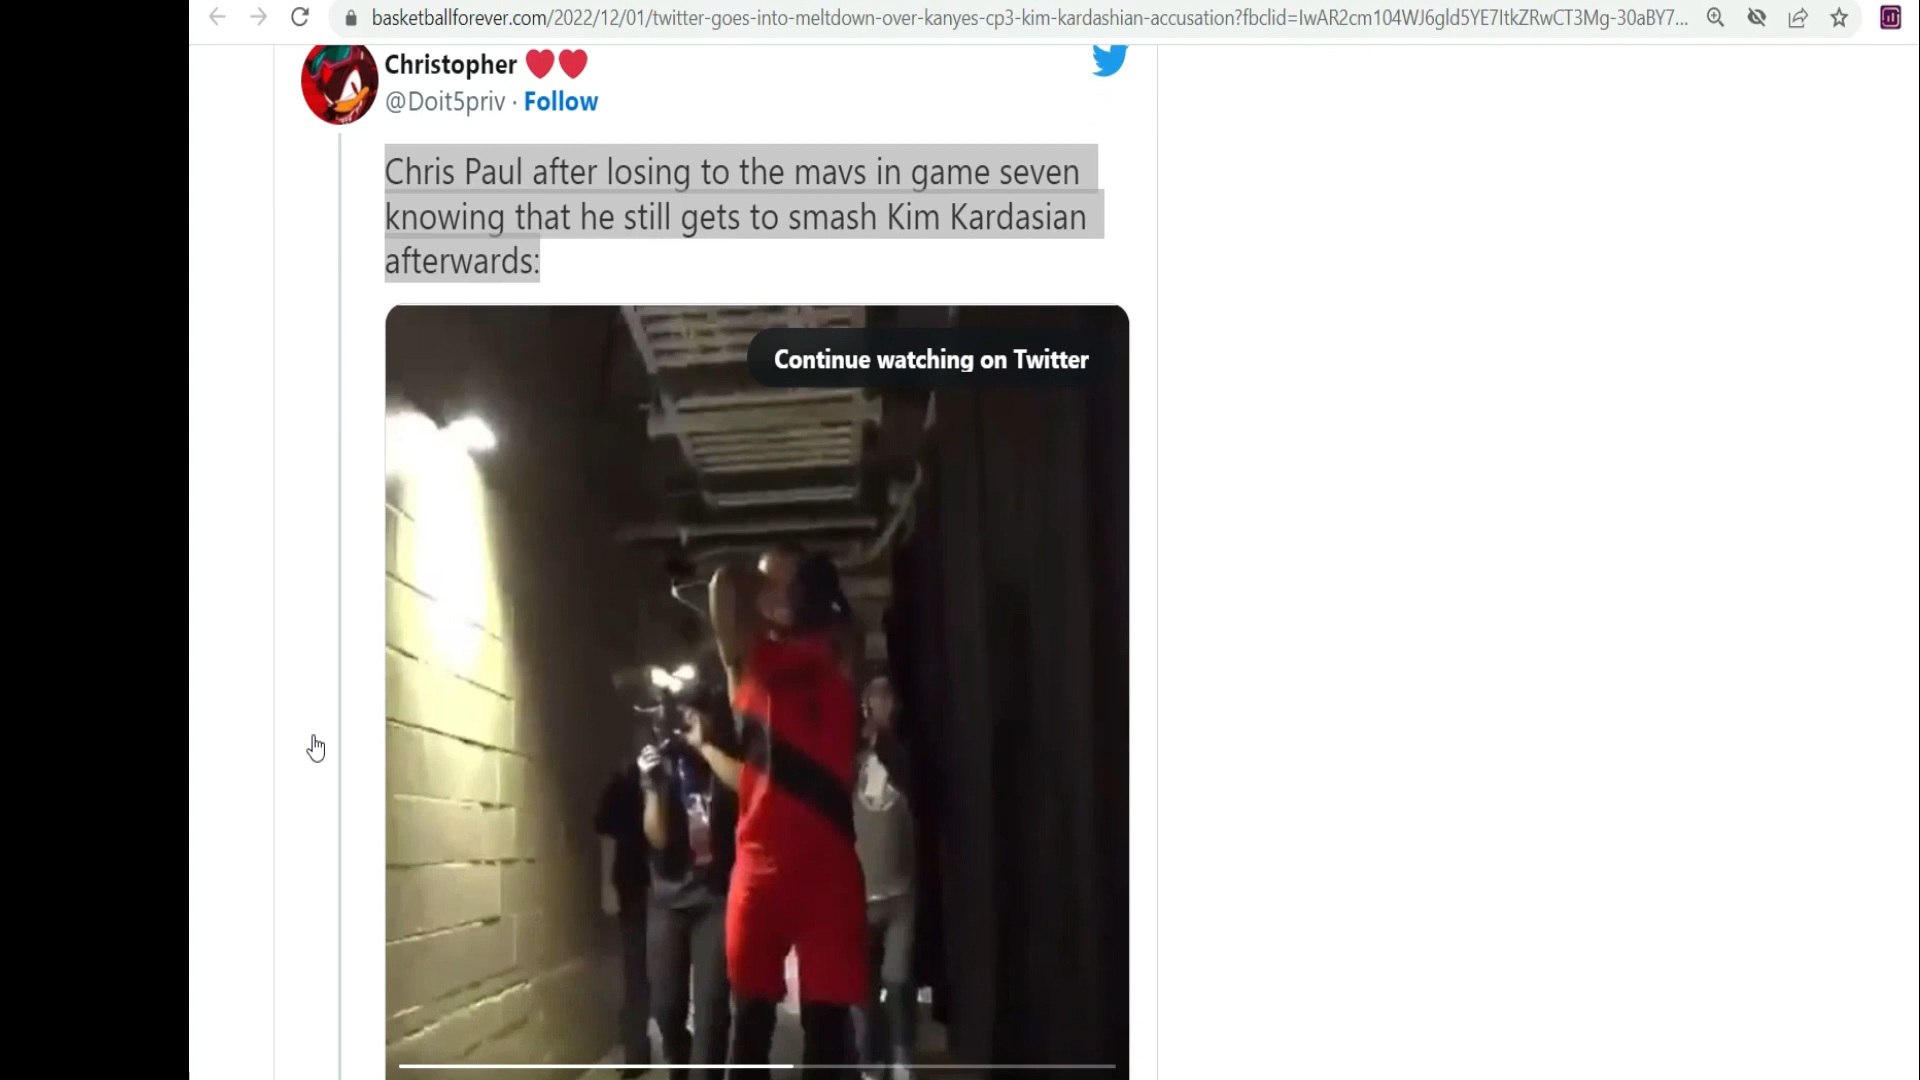 basketballforever.com/2022/12/01/twitter-goes-into-meltdown-over-kanyes-cp3-kim-kardashian-accusation?fbclid=IwAR2cm104WJ6gld5YE7ItkZRwCT3Mg-30aBY7...
Christopher ❤️❤️
@Doit5priv · Follow
Chris Paul after losing to the mavs in game seven
knowing that he still gets to smash Kim Kardasian
afterwards:
Continue watching on Twitter